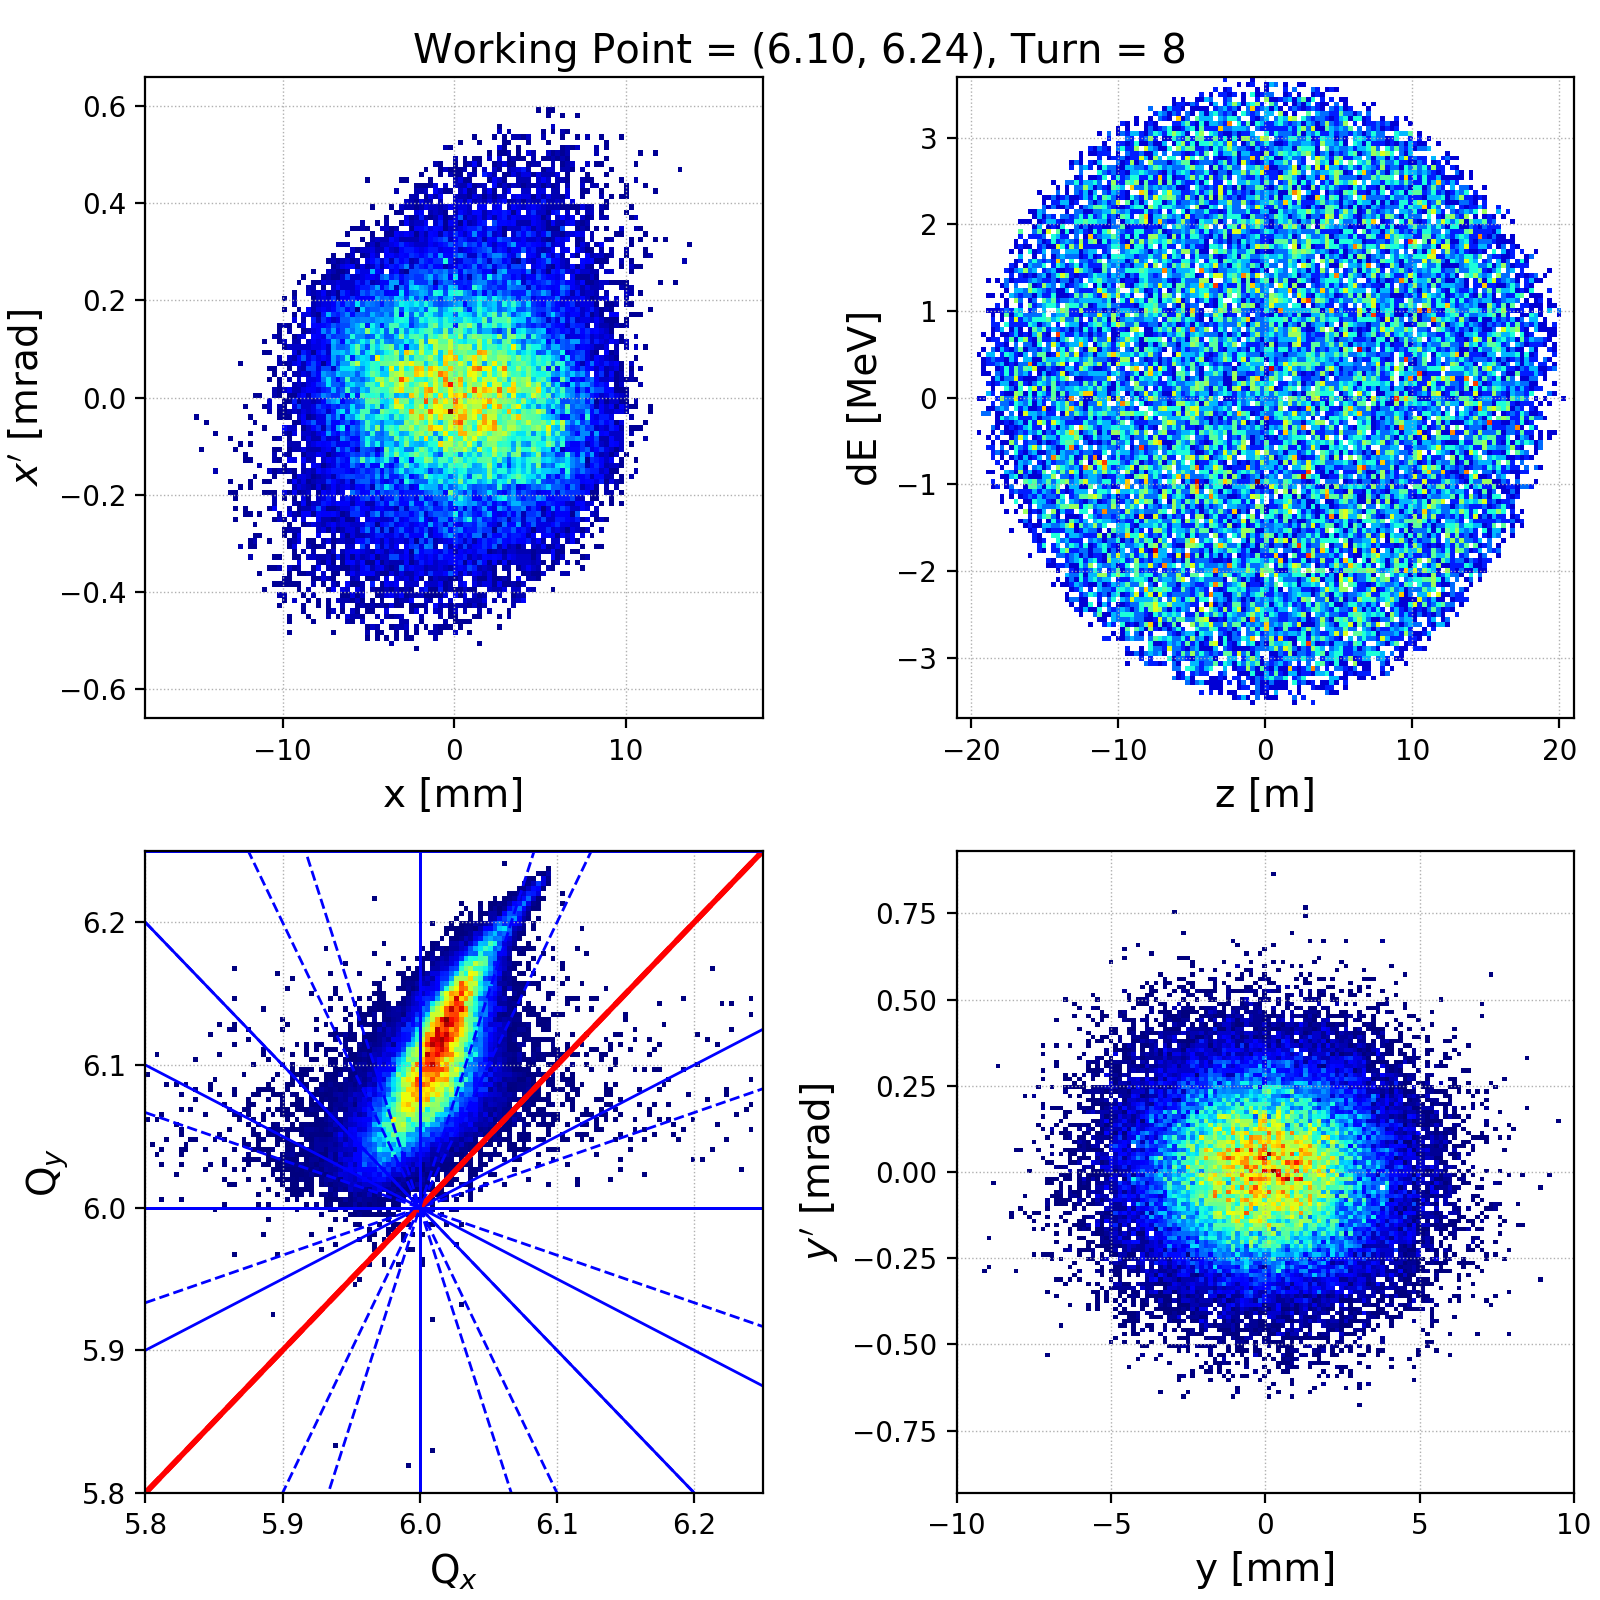 Working Point = (6.10, 6.24), Turn = 8
0.6
0.4
0.2
0.0
−0.2
−0.4
−0.6
x′ [mrad]
−10 0 10
x [mm]
3
2
1
0
−1
−2
−3
dE [MeV]
−20 −10 0 10 20
z [m]
6.2
6.1
6.0
5.9
5.8
Qy
5.8 5.9 6.0 6.1 6.2
Qx
0.75
0.50
0.25
0.00
−0.25
−0.50
−0.75
y′ [mrad]
−10 −5 0 5 10
y [mm]